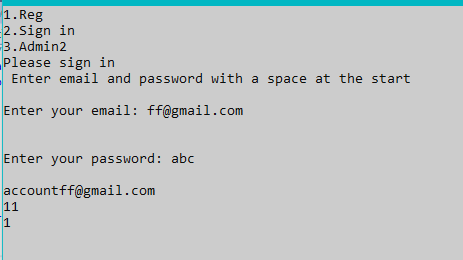 1.Reg
2.Sign in
3.Admin2
Please sign in
Enter email and password with a space at the start
Enter your email: ff@gmail.com
Enter your password: abc
accountff@gmail.com
11
1